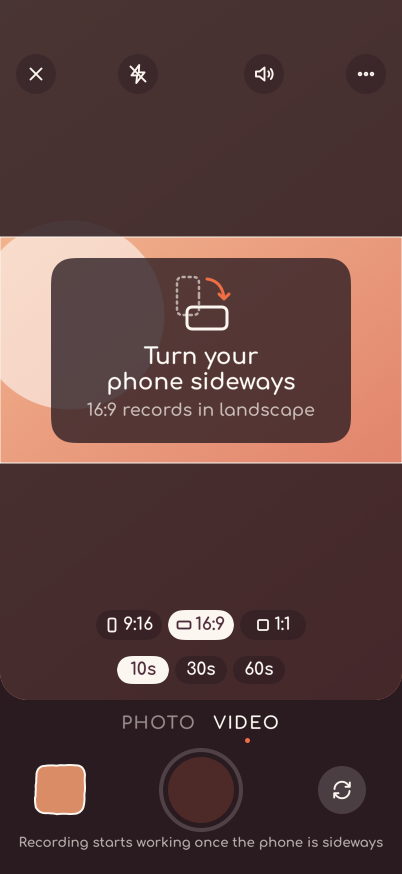 Turn your
phone sideways
16:9 records in landscape
9:16 16:9 1:1
10s 30s 60s
PHOTO VIDEO
Recording starts working once the phone is sideways